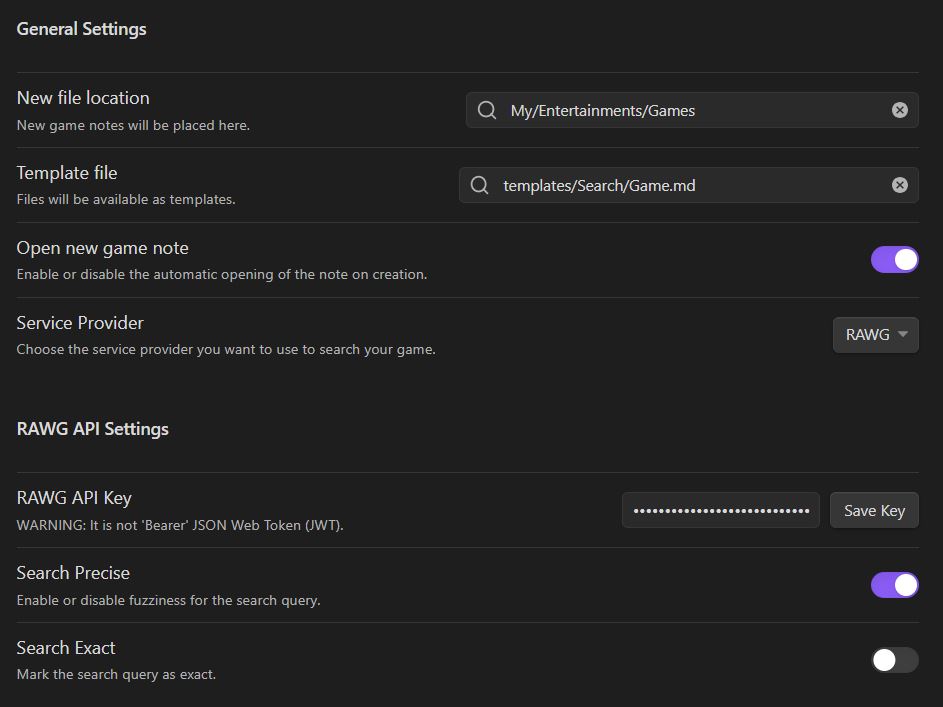 General Settings
New file location
New game notes will be placed here.
My/Entertainments/Games
Template file
Files will be available as templates.
templates/Search/Game.md
Open new game note
Enable or disable the automatic opening of the note on creation.
Service Provider
Choose the service provider you want to use to search your game.
RAWG
RAWG API Settings
RAWG API Key
WARNING: It is not 'Bearer' JSON Web Token (JWT).
••••••••••••••••••••••••••••
Save Key
Search Precise
Enable or disable fuzziness for the search query.
Search Exact
Mark the search query as exact.